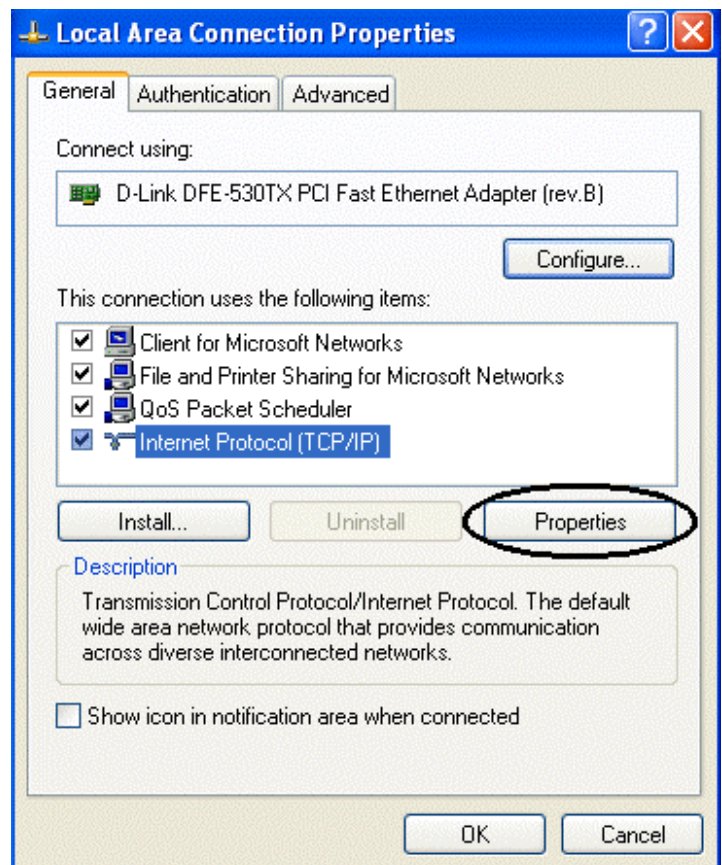 Local Area Connection Properties
General Authentication Advanced
Connect using:
D-Link DFE-530TX PCI Fast Ethernet Adapter (rev.B)
Configure...
This connection uses the following items:
Client for Microsoft Networks
File and Printer Sharing for Microsoft Networks
QoS Packet Scheduler
Internet Protocol (TCP/IP)
Install... Uninstall Properties
Description
Transmission Control Protocol/Internet Protocol. The default
wide area network protocol that provides communication
across diverse interconnected networks.
Show icon in notification area when connected
OK Cancel